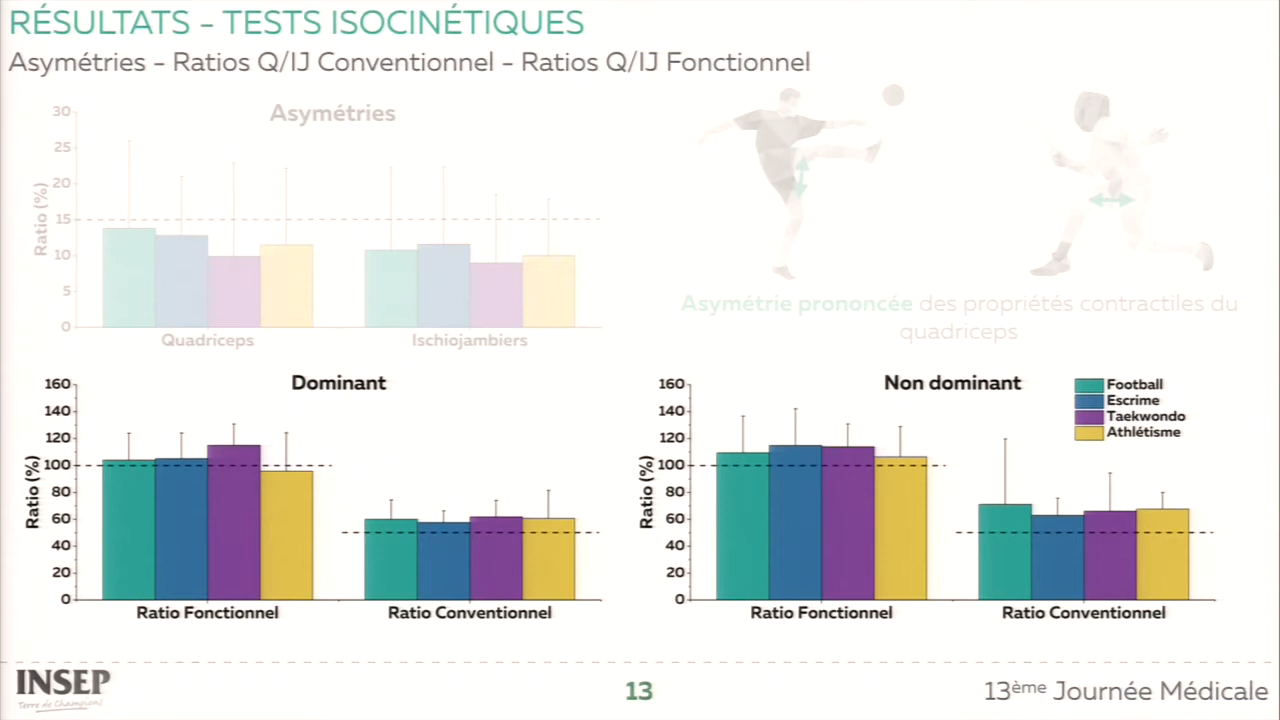 RÉSULTATS - TESTS ISOCINÉTIQUES
Asymétries - Ratios Q/IJ Conventionnel - Ratios Q/IJ Fonctionnel
Asymétries
Ratio (%)
30
25
20
15
10
5
0
Quadriceps
Ischiojambiers
Asymétrie prononcée des propriétés contractiles du
quadriceps
Dominant
Ratio (%)
160
140
120
100
80
60
40
20
0
Ratio Fonctionnel
Ratio Conventionnel
Non dominant
Football
Escrime
Taekwondo
Athlétisme
Ratio (%)
160
140
120
100
80
60
40
20
0
Ratio Fonctionnel
Ratio Conventionnel
INSEP
Terre de Champions
13
13ème Journée Médicale